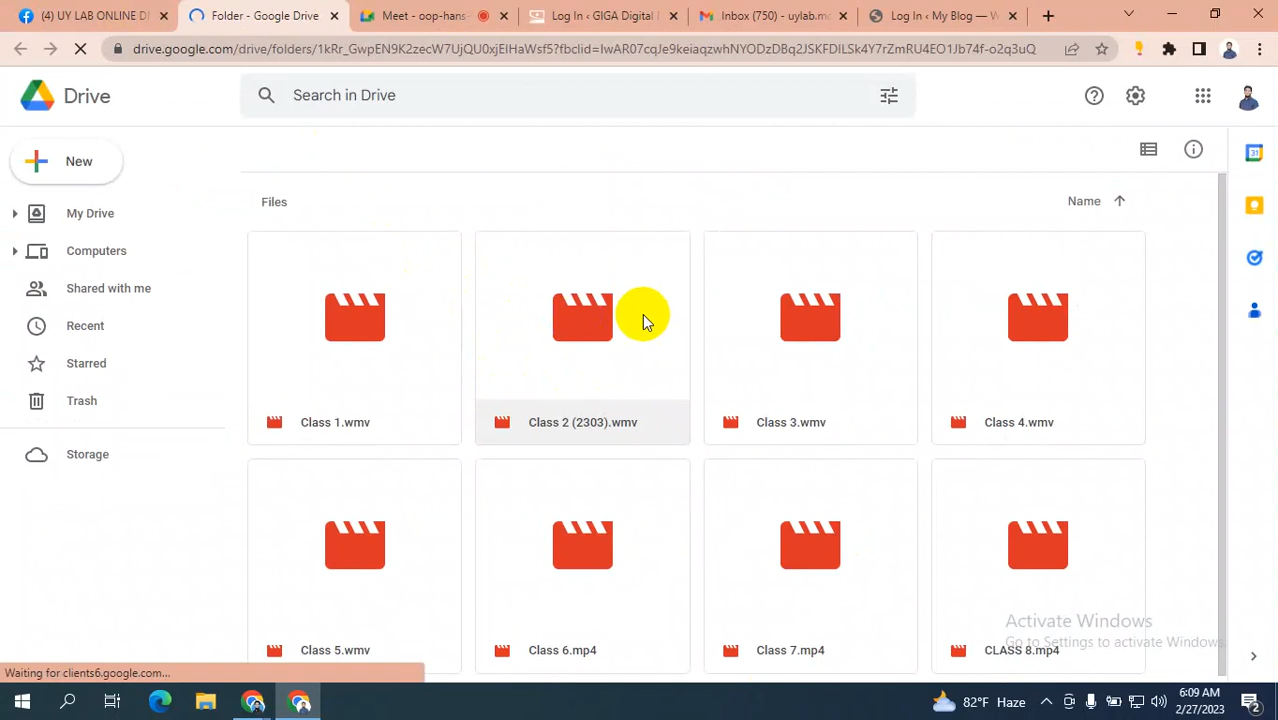 (4) UY LAB ONLINE D
Folder - Google Drive
Meet - oop-hans-
Log In ‹ GIGA Digital
Inbox (750) - uylab.m
Log In ‹ My Blog — W
drive.google.com/drive/folders/1kRr_GwpEN9K2zecW7UjQU0xjEIHaWsf5?fbclid=IwAR07cqJe9keiaqzwhNYODzDBq2JSKFDILSk4Y7rZmRU4EO1Jb74f-o2q3uQ
Drive
Search in Drive
New
My Drive
Computers
Shared with me
Recent
Starred
Trash
Storage
Files
Name
31
Class 1.wmv
Class 2 (2303).wmv
Class 3.wmv
Class 4.wmv
Class 5.wmv
Class 6.mp4
Class 7.mp4
CLASS 8.mp4
Activate Windows
Go to Settings to activate Windows.
Waiting for clients6.google.com...
82°F Haze
6:09 AM
2/27/2023
2